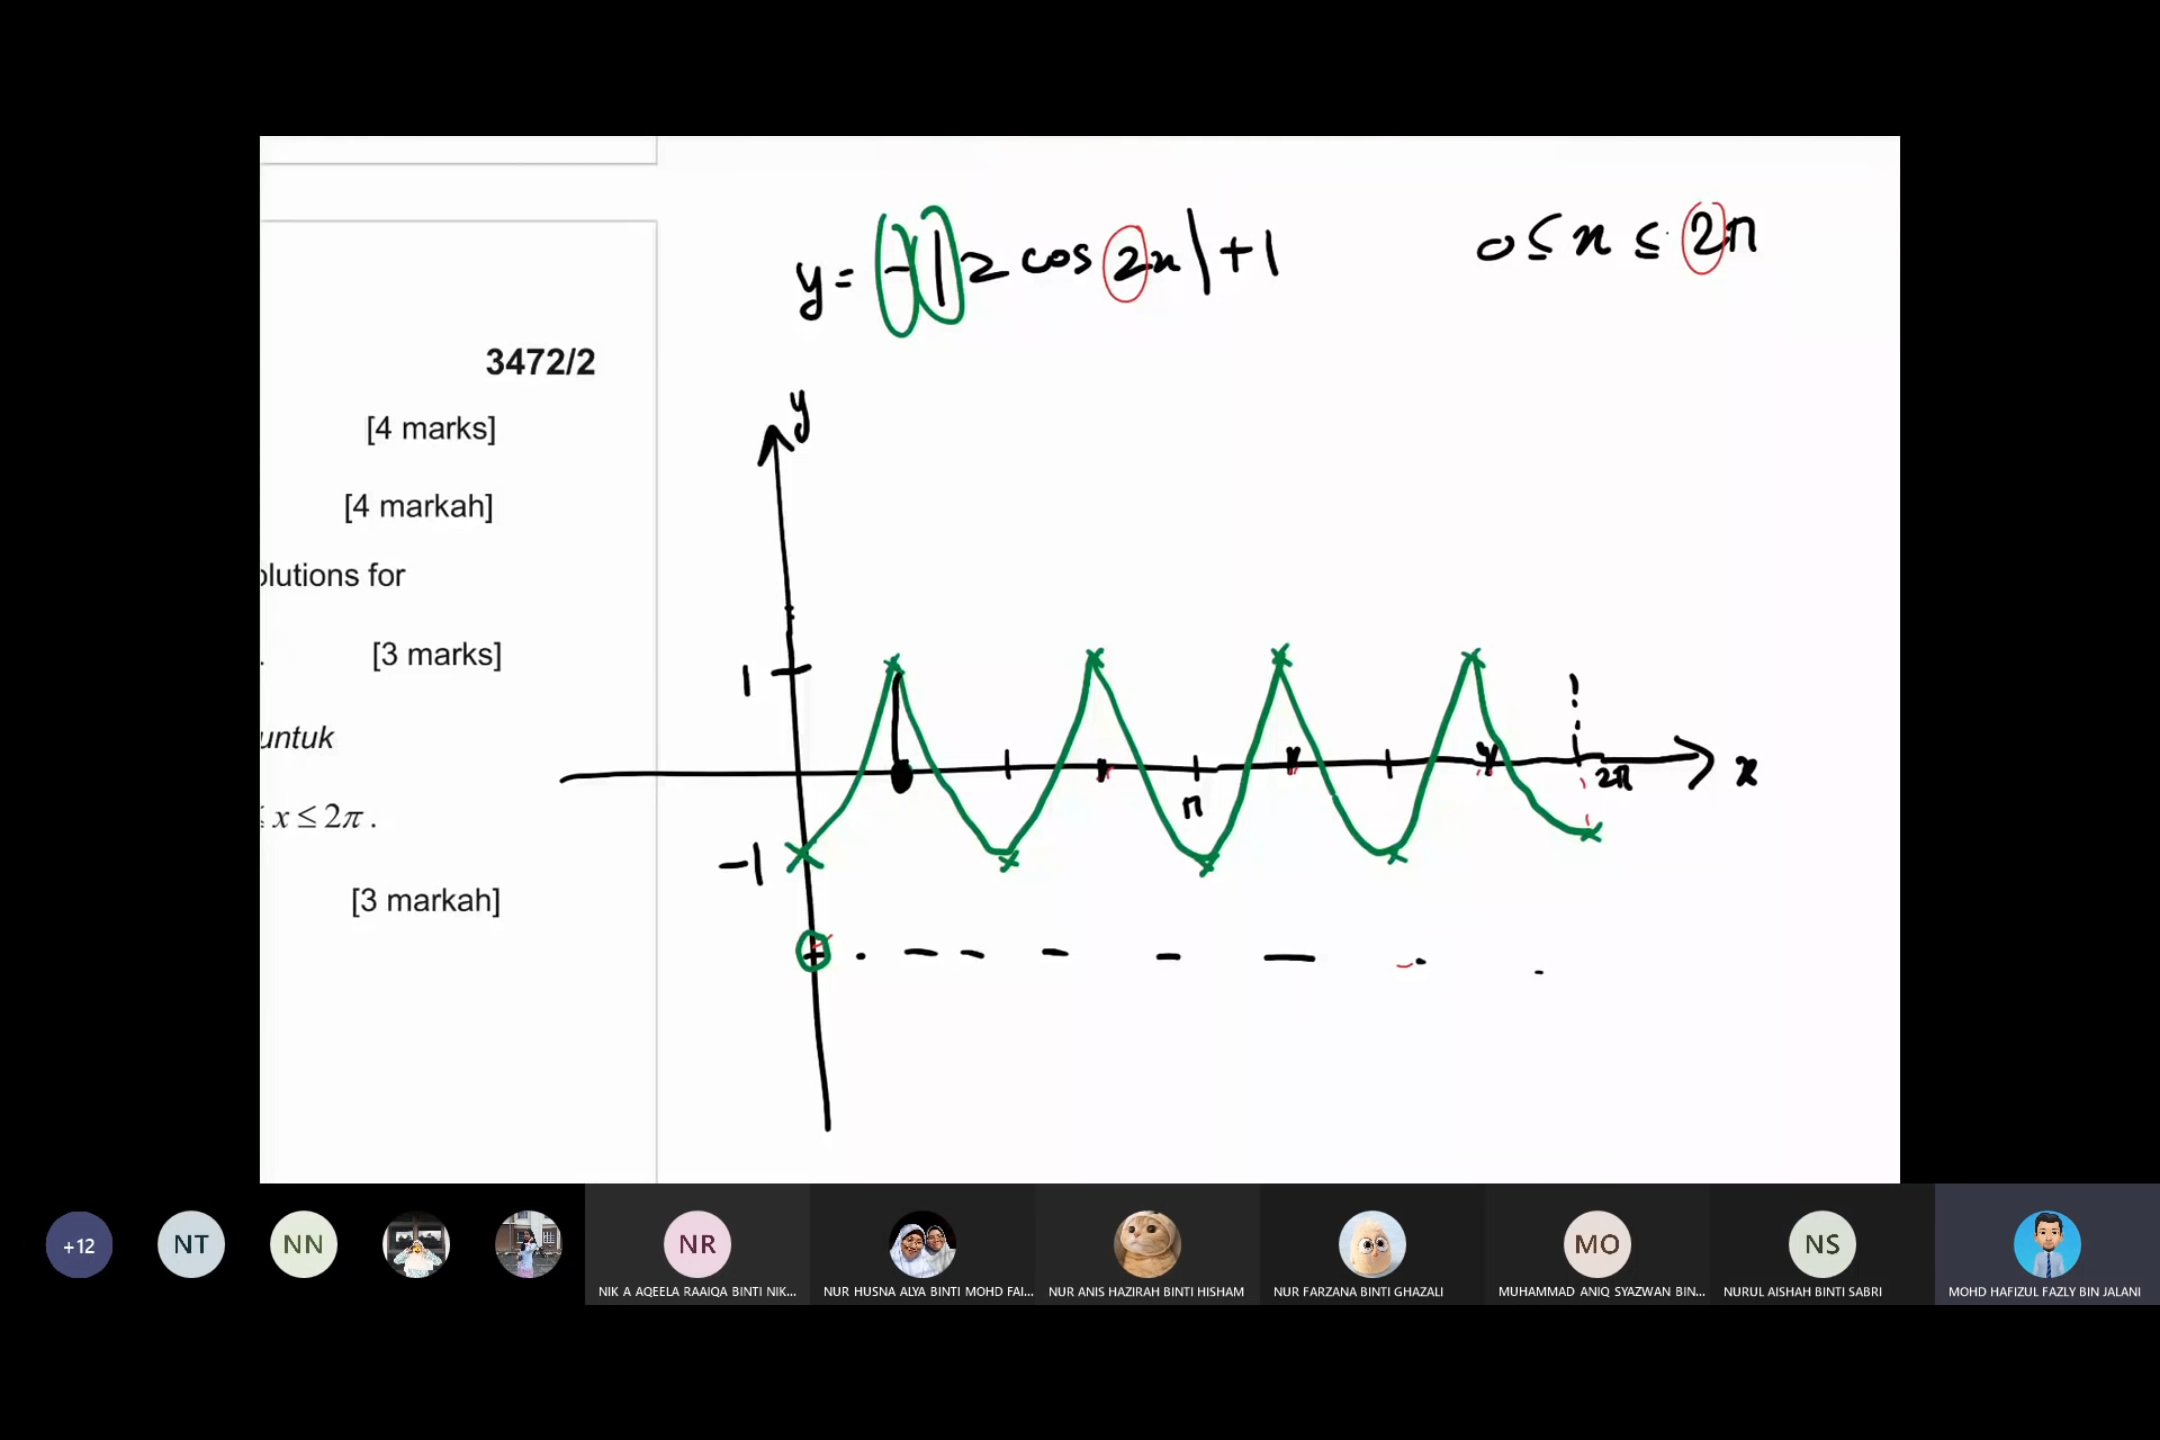 y = -|2 cos 2x| + 1
0 ≤ x ≤ 2π
3472/2
[4 marks]
[4 markah]
olutions for
. [3 marks]
untuk
≤ x ≤ 2π .
[3 markah]
y
1
π
2π
x
-1
+12
NT
NN
NR
MO
NS
NIK A AQEELA RAAIQA BINTI NIK...
NUR HUSNA ALYA BINTI MOHD FAI...
NUR ANIS HAZIRAH BINTI HISHAM
NUR FARZANA BINTI GHAZALI
MUHAMMAD ANIQ SYAZWAN BIN...
NURUL AISHAH BINTI SABRI
MOHD HAFIZUL FAZLY BIN JALANI